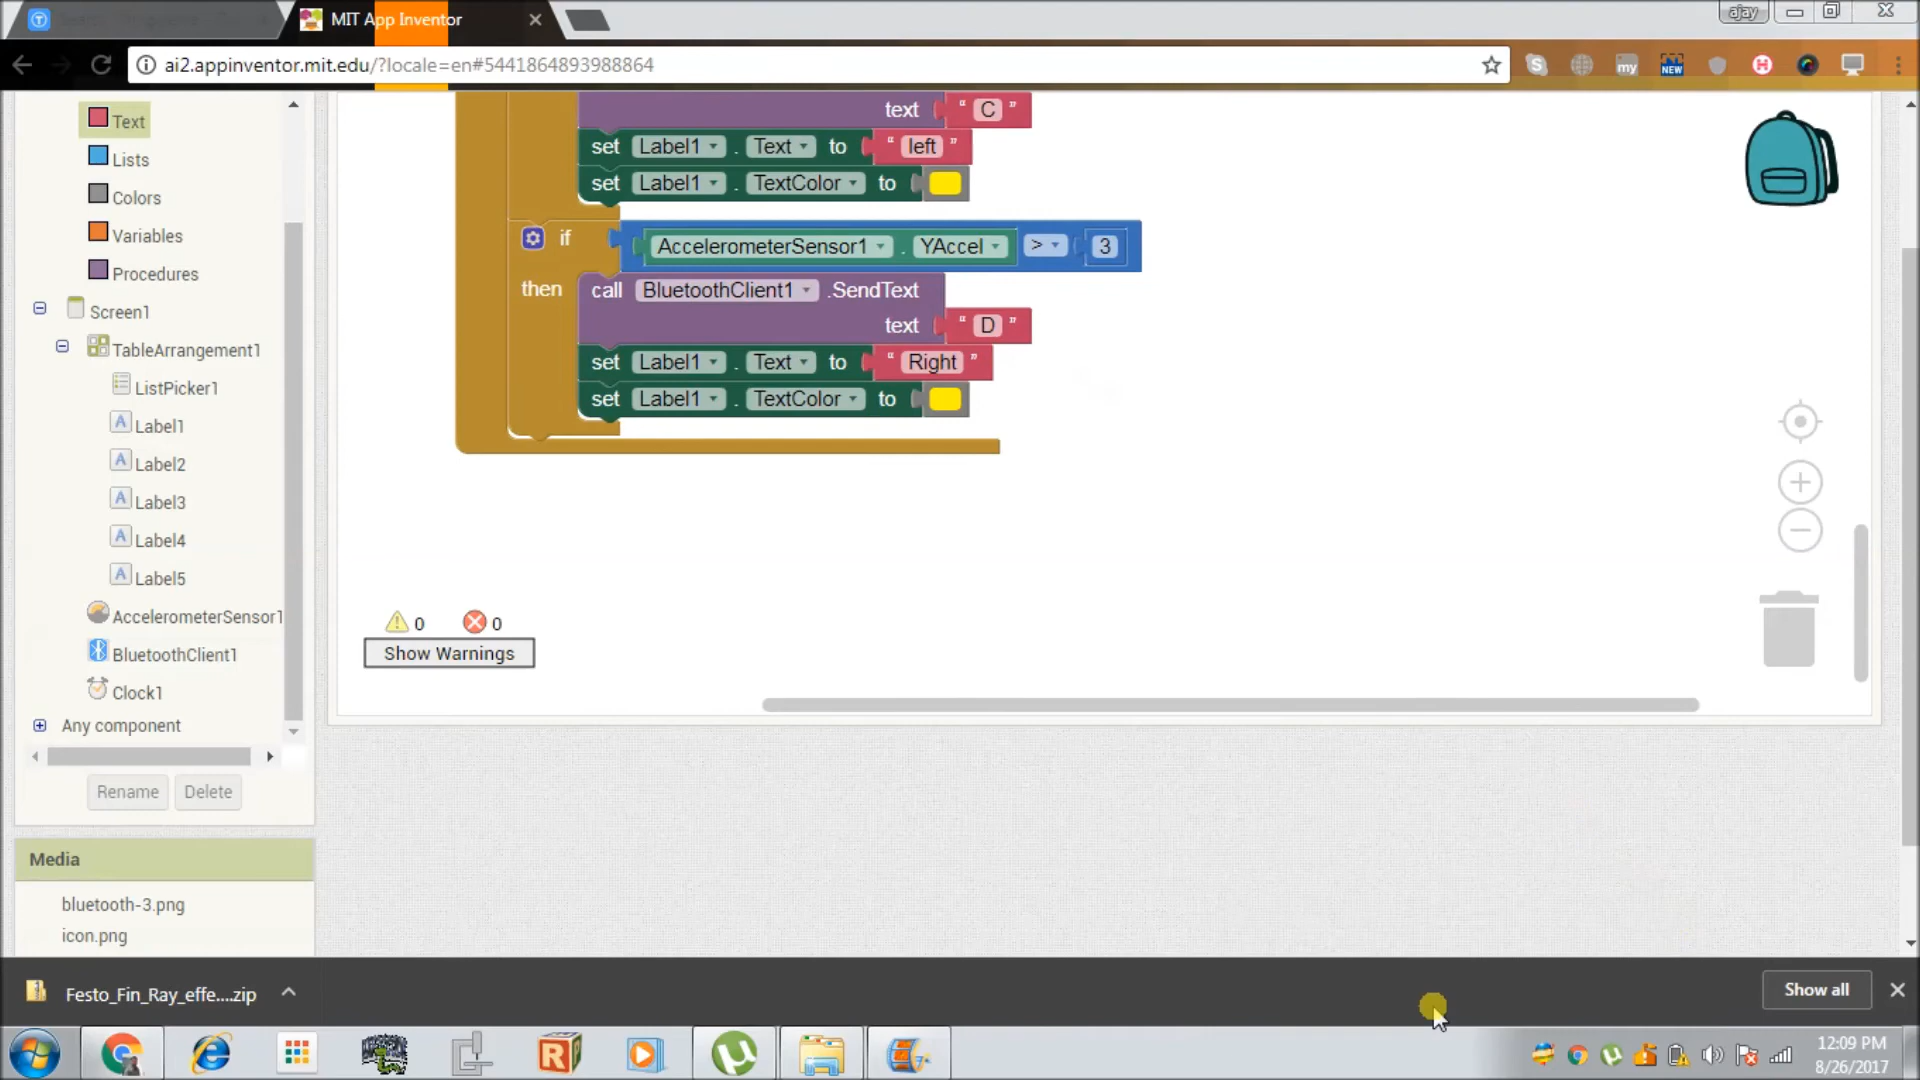 MIT App Inventor
ajay
ai2.appinventor.mit.edu/?locale=en#5441864893988864
my
NEW
Text
Lists
Colors
Variables
Procedures
Screen1
TableArrangement1
ListPicker1
Label1
Label2
Label3
Label4
Label5
AccelerometerSensor1
BluetoothClient1
Clock1
Any component
Rename Delete
Media
bluetooth-3.png
icon.png
text " C "
set Label1 . Text to " left "
set Label1 . TextColor to
if AccelerometerSensor1 . YAccel > 3
then call BluetoothClient1 .SendText
text " D "
set Label1 . Text to " Right "
set Label1 . TextColor to
0 0
Show Warnings
Festo_Fin_Ray_effe....zip
Show all
12:09 PM
8/26/2017